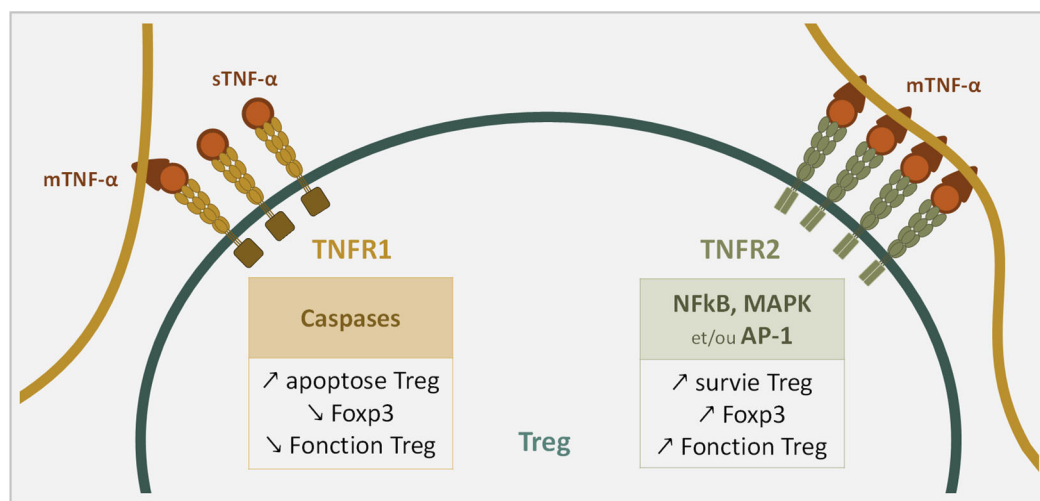 sTNF-α
mTNF-α
TNFR1
Caspases
↗ apoptose Treg
↘ Foxp3
↘ Fonction Treg
Treg
mTNF-α
TNFR2
NFkB, MAPK
et/ou AP-1
↗ survie Treg
↗ Foxp3
↗ Fonction Treg